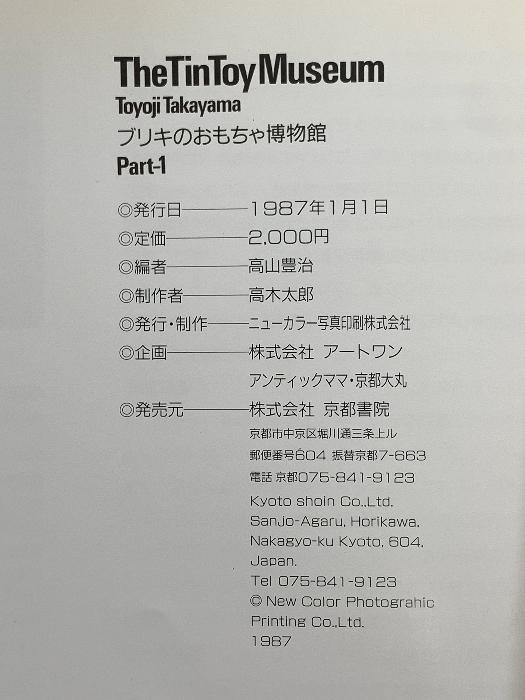 The Tin Toy Museum
Toyoji Takayama
ブリキのおもちゃ博物館
Part-1
◎発行日———1987年1月1日
◎定価———2,000円
◎編者———高山豊治
◎制作者———高木太郎
◎発行・制作——ニューカラー写真印刷株式会社
◎企画———株式会社 アートワン
アンティックママ・京都大丸
◎発売元———株式会社 京都書院
京都市中京区堀川通三条上ル
郵便番号604 振替京都7-663
電話 京都075-841-9123
Kyoto shoin Co.,Ltd.
Sanjo-Agaru, Horikawa,
Nakagyo-ku Kyoto, 604,
Japan.
Tel 075-841-9123
© New Color Photograhic
Printing Co.,Ltd.
1987